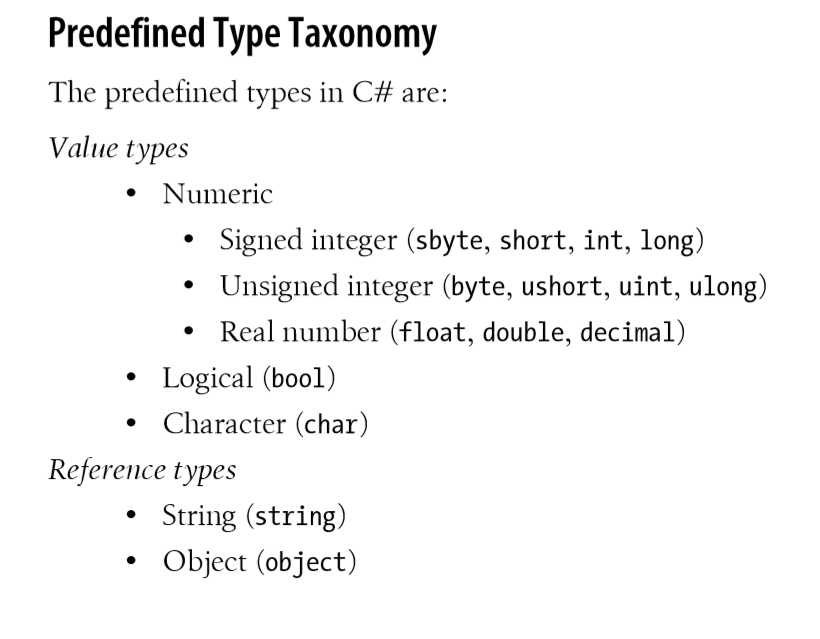 Predefined Type Taxonomy
The predefined types in C# are:
Value types
• Numeric
• Signed integer (sbyte, short, int, long)
• Unsigned integer (byte, ushort, uint, ulong)
• Real number (float, double, decimal)
• Logical (bool)
• Character (char)
Reference types
• String (string)
• Object (object)